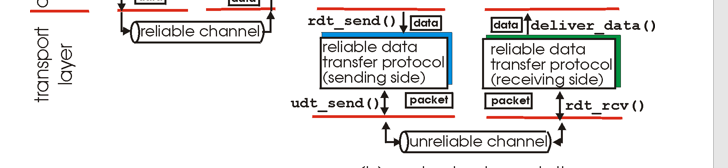 data
reliable channel
transport
layer
rdt_send()
data
data
deliver_data()
reliable data
transfer protocol
(sending side)
reliable data
transfer protocol
(receiving side)
udt_send()
packet
packet
rdt_rcv()
unreliable channel